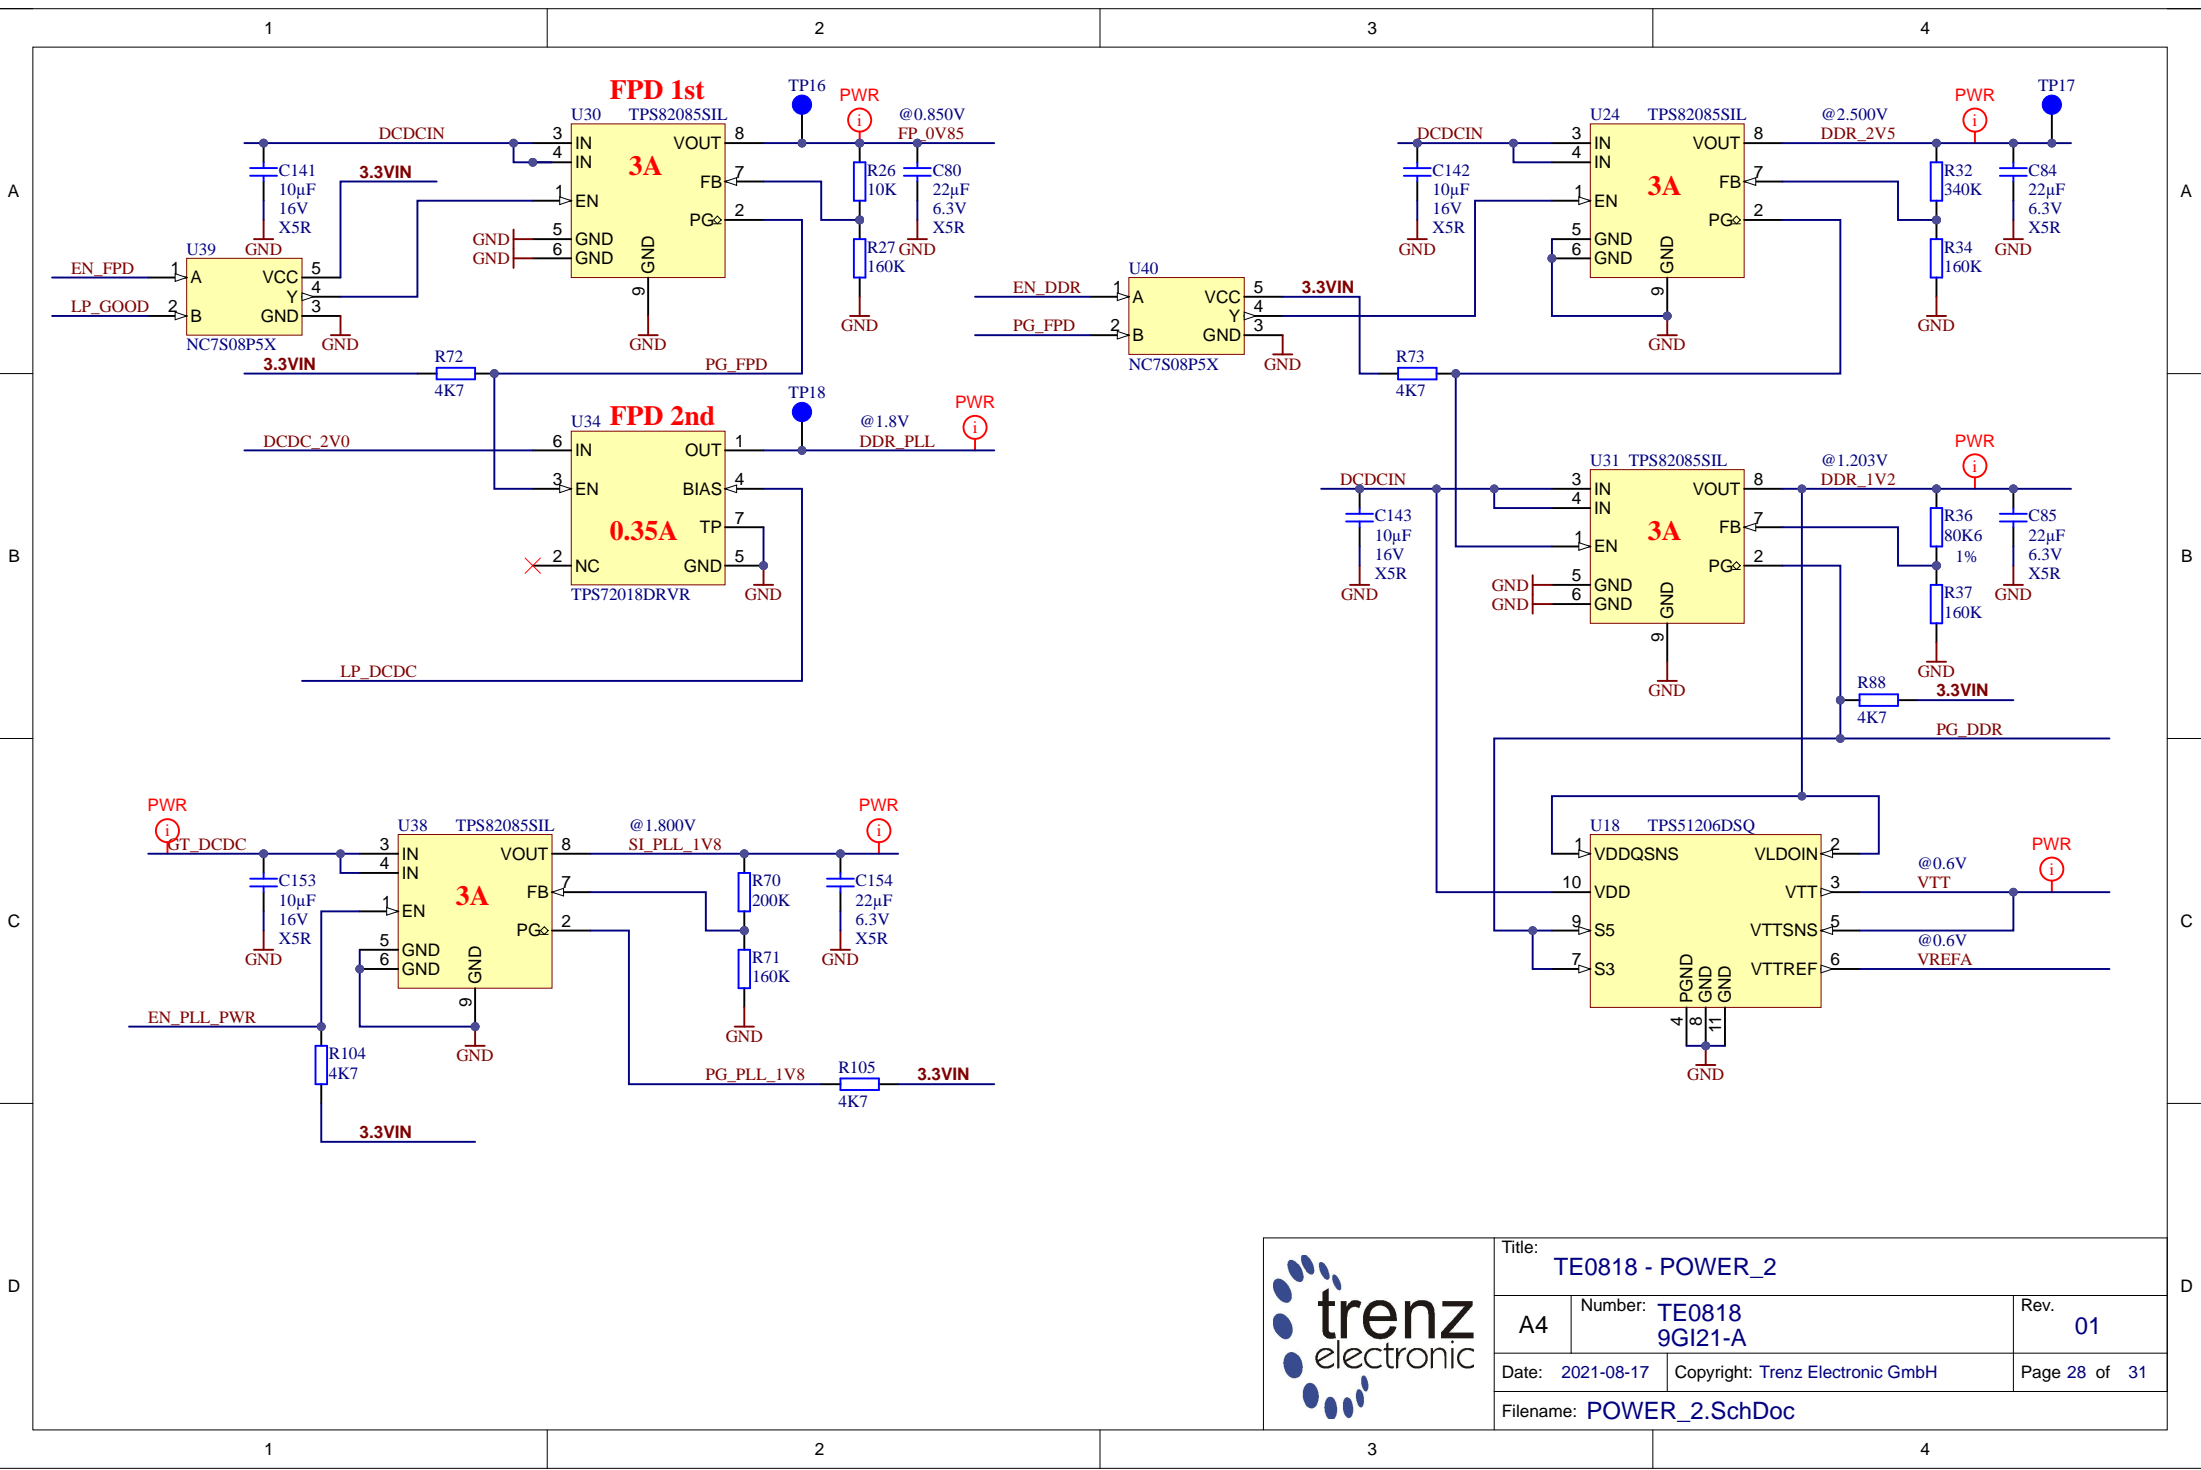 1 2 3 4
A A
B B
C C
D D
1 2 3 4
FPD 1st
U30 TPS82085SIL
TP16
PWR
i
@0.850V
FP_0V85
DCDCIN
3 IN
4 IN
1 EN
5 GND
6 GND
GND
GND
GND
9
GND
3A
VOUT 8
FB 7
PG 2
C141
10µF
16V
X5R
GND
3.3VIN
R26
10K
R27
160K
GND
C80
22µF
6.3V
X5R
GND
U39
EN_FPD
LP_GOOD
1 A
2 B
VCC 5
Y 4
GND 3
NC7S08P5X
GND
3.3VIN
R72
4K7
PG_FPD
FPD 2nd
U34
TP18
@1.8V
DDR_PLL
PWR
i
DCDC_2V0
6 IN
3 EN
2 NC
OUT 1
BIAS 4
TP 7
GND 5
0.35A
TPS72018DRVR
GND
LP_DCDC
U24 TPS82085SIL
@2.500V
DDR_2V5
PWR
i
TP17
DCDCIN
3 IN
4 IN
1 EN
5 GND
6 GND
GND
9
GND
3A
VOUT 8
FB 7
PG 2
C142
10µF
16V
X5R
GND
R32
340K
R34
160K
GND
C84
22µF
6.3V
X5R
GND
U40
EN_DDR
PG_FPD
1 A
2 B
VCC 5
Y 4
GND 3
NC7S08P5X
3.3VIN
GND
R73
4K7
U31 TPS82085SIL
@1.203V
DDR_1V2
PWR
i
DCDCIN
3 IN
4 IN
1 EN
5 GND
6 GND
GND
GND
GND
9
GND
3A
VOUT 8
FB 7
PG 2
C143
10µF
16V
X5R
GND
R36
80K6
1%
R37
160K
GND
C85
22µF
6.3V
X5R
GND
R88
4K7
3.3VIN
PG_DDR
U18 TPS51206DSQ
1 VDDQSNS
10 VDD
9 S5
7 S3
VLDOIN 2
VTT 3
VTTSNS 5
VTTREF 6
PGND
GND
GND
4
8
11
GND
@0.6V
VTT
@0.6V
VREFA
PWR
i
PWR
i
GT_DCDC
U38 TPS82085SIL
@1.800V
SI_PLL_1V8
PWR
i
3 IN
4 IN
1 EN
5 GND
6 GND
GND
9
GND
3A
VOUT 8
FB 7
PG 2
C153
10µF
16V
X5R
GND
R70
200K
R71
160K
GND
C154
22µF
6.3V
X5R
GND
EN_PLL_PWR
R104
4K7
3.3VIN
PG_PLL_1V8
R105
4K7
3.3VIN
trenz
electronic
Title:
TE0818 - POWER_2
A4
Number: TE0818
9GI21-A
Rev.
01
Date: 2021-08-17
Copyright: Trenz Electronic GmbH
Page 28 of 31
Filename: POWER_2.SchDoc